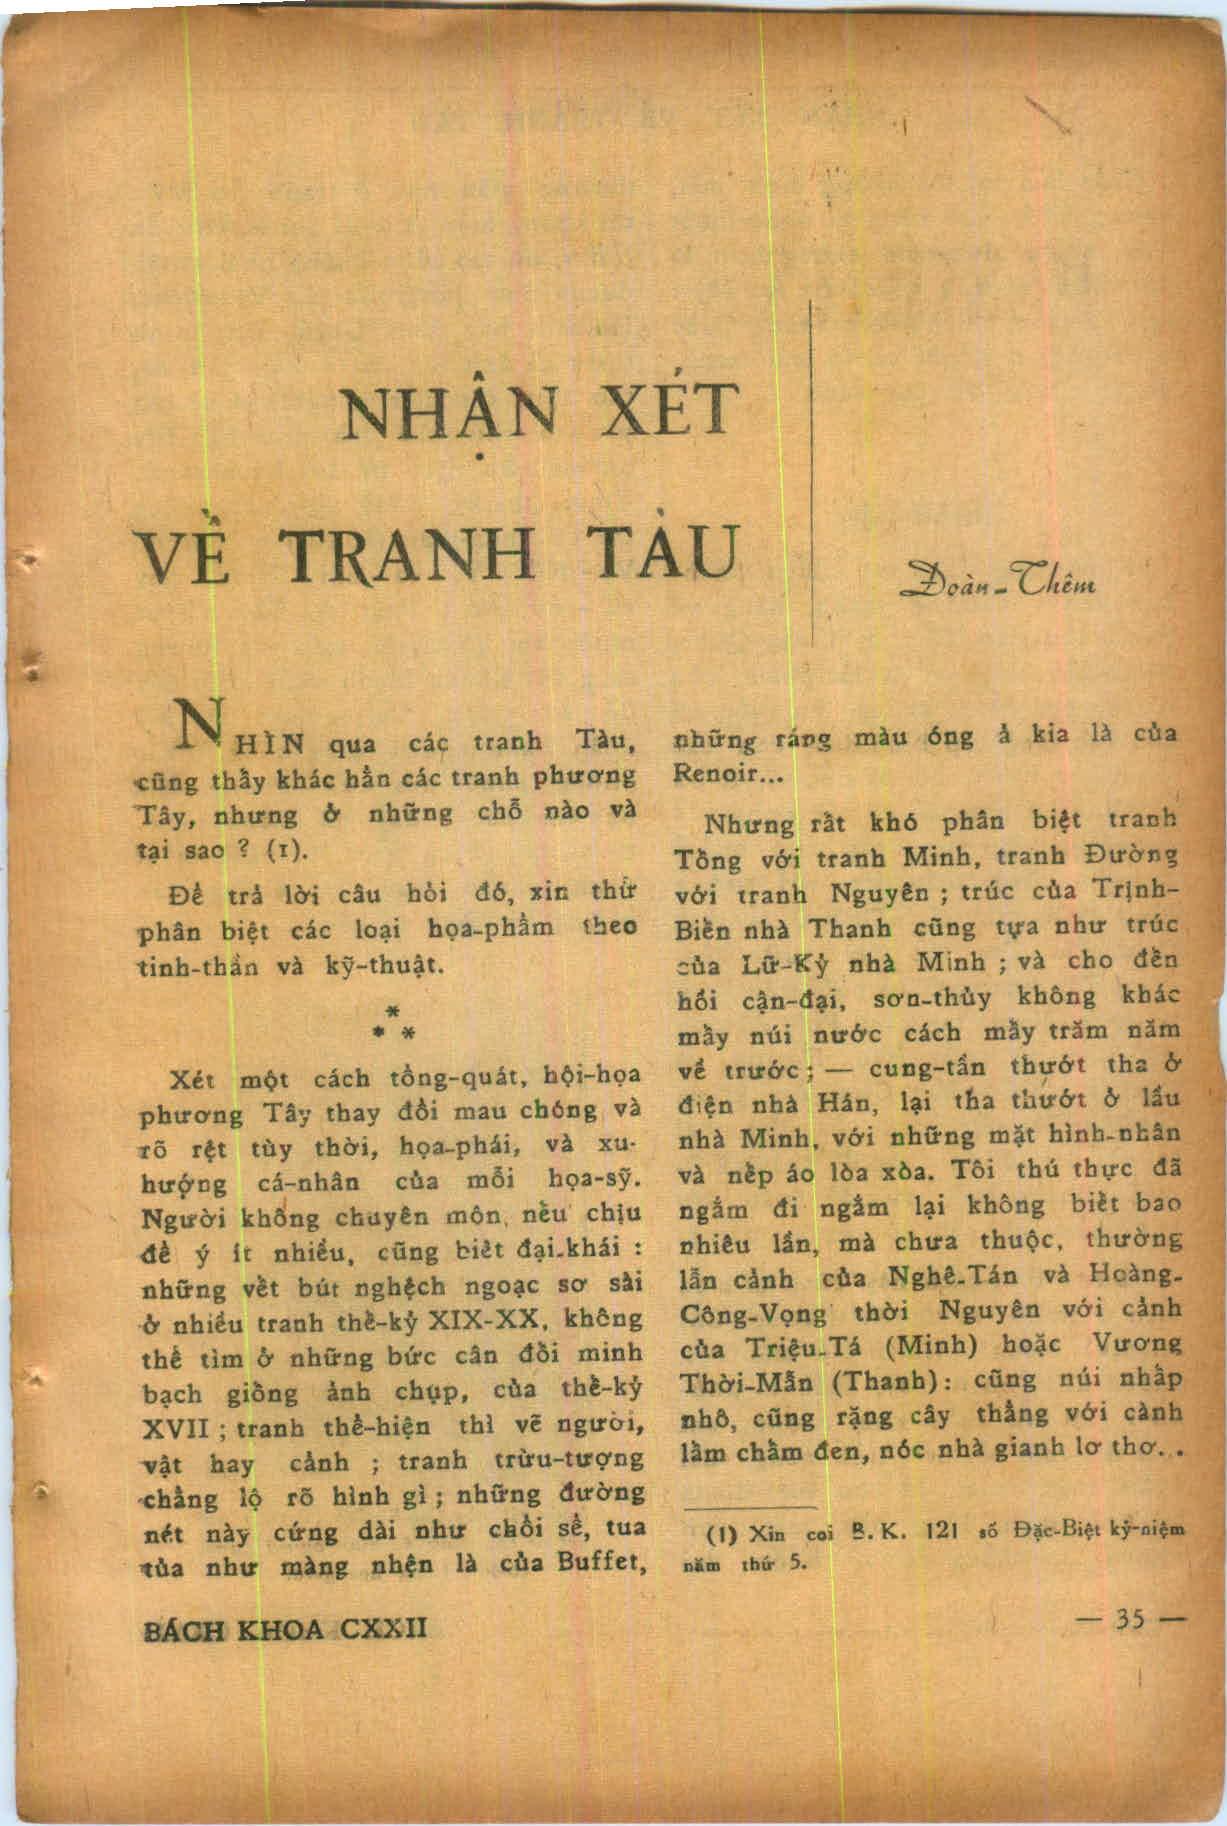 NHẬN XÉT
VỀ TRANH TÀU
Đoàn-Thêm
NHÌN qua các tranh Tàu,
cũng thấy khác hẳn các tranh phương
Tây, nhưng ở những chỗ nào và
tại sao ? (1).
Để trả lời câu hỏi đó, xin thử
phân biệt các loại họa-phẩm theo
tinh-thần và kỹ-thuật.
*
* *
Xét một cách tổng-quát, hội-họa
phương Tây thay đổi mau chóng và
rõ rệt tùy thời, họa-phái, và xu-
hướng cá-nhân của mỗi họa-sỹ.
Người không chuyên môn, nếu chịu
để ý ít nhiều, cũng biết đại-khái :
những vết bút nghệch ngoạc sơ sài
ở nhiều tranh thế-kỷ XIX-XX, không
thể tìm ở những bức cân đối minh
bạch giống ảnh chụp, của thế-kỷ
XVII ; tranh thể-hiện thì vẽ người,
vật hay cảnh ; tranh trừu-tượng
chẳng lộ rõ hình gì ; những đường
nét này cứng dài như chổi sể, tua
tủa như màng nhện là của Buffet,
những ráng màu óng ả kia là của
Renoir...
Nhưng rất khó phân biệt tranh
Tống với tranh Minh, tranh Đường
với tranh Nguyên ; trúc của Trịnh-
Biền nhà Thanh cũng tựa như trúc
của Lữ-Kỷ nhà Minh ; và cho đến
hồi cận-đại, sơn-thủy không khác
mấy núi nước cách mấy trăm năm
về trước ; — cung-tần thướt tha ở
điện nhà Hán, lại tha thướt ở lầu
nhà Minh, với những mặt hình-nhân
và nếp áo lòa xòa. Tôi thú thực đã
ngắm đi ngắm lại không biết bao
nhiêu lần, mà chưa thuộc, thường
lẫn cảnh của Nghê-Tán và Hoàng-
Công-Vọng thời Nguyên với cảnh
của Triệu-Tá (Minh) hoặc Vương
Thời-Mẫn (Thanh): cũng núi nhấp
nhô, cũng rặng cây thẳng với cành
lấm chấm đen, nóc nhà gianh lơ thơ...
(1) Xin coi B.K. 121 số Đặc-Biệt kỷ-niệm
năm thứ 5.
BÁCH KHOA CXXII
— 35 —